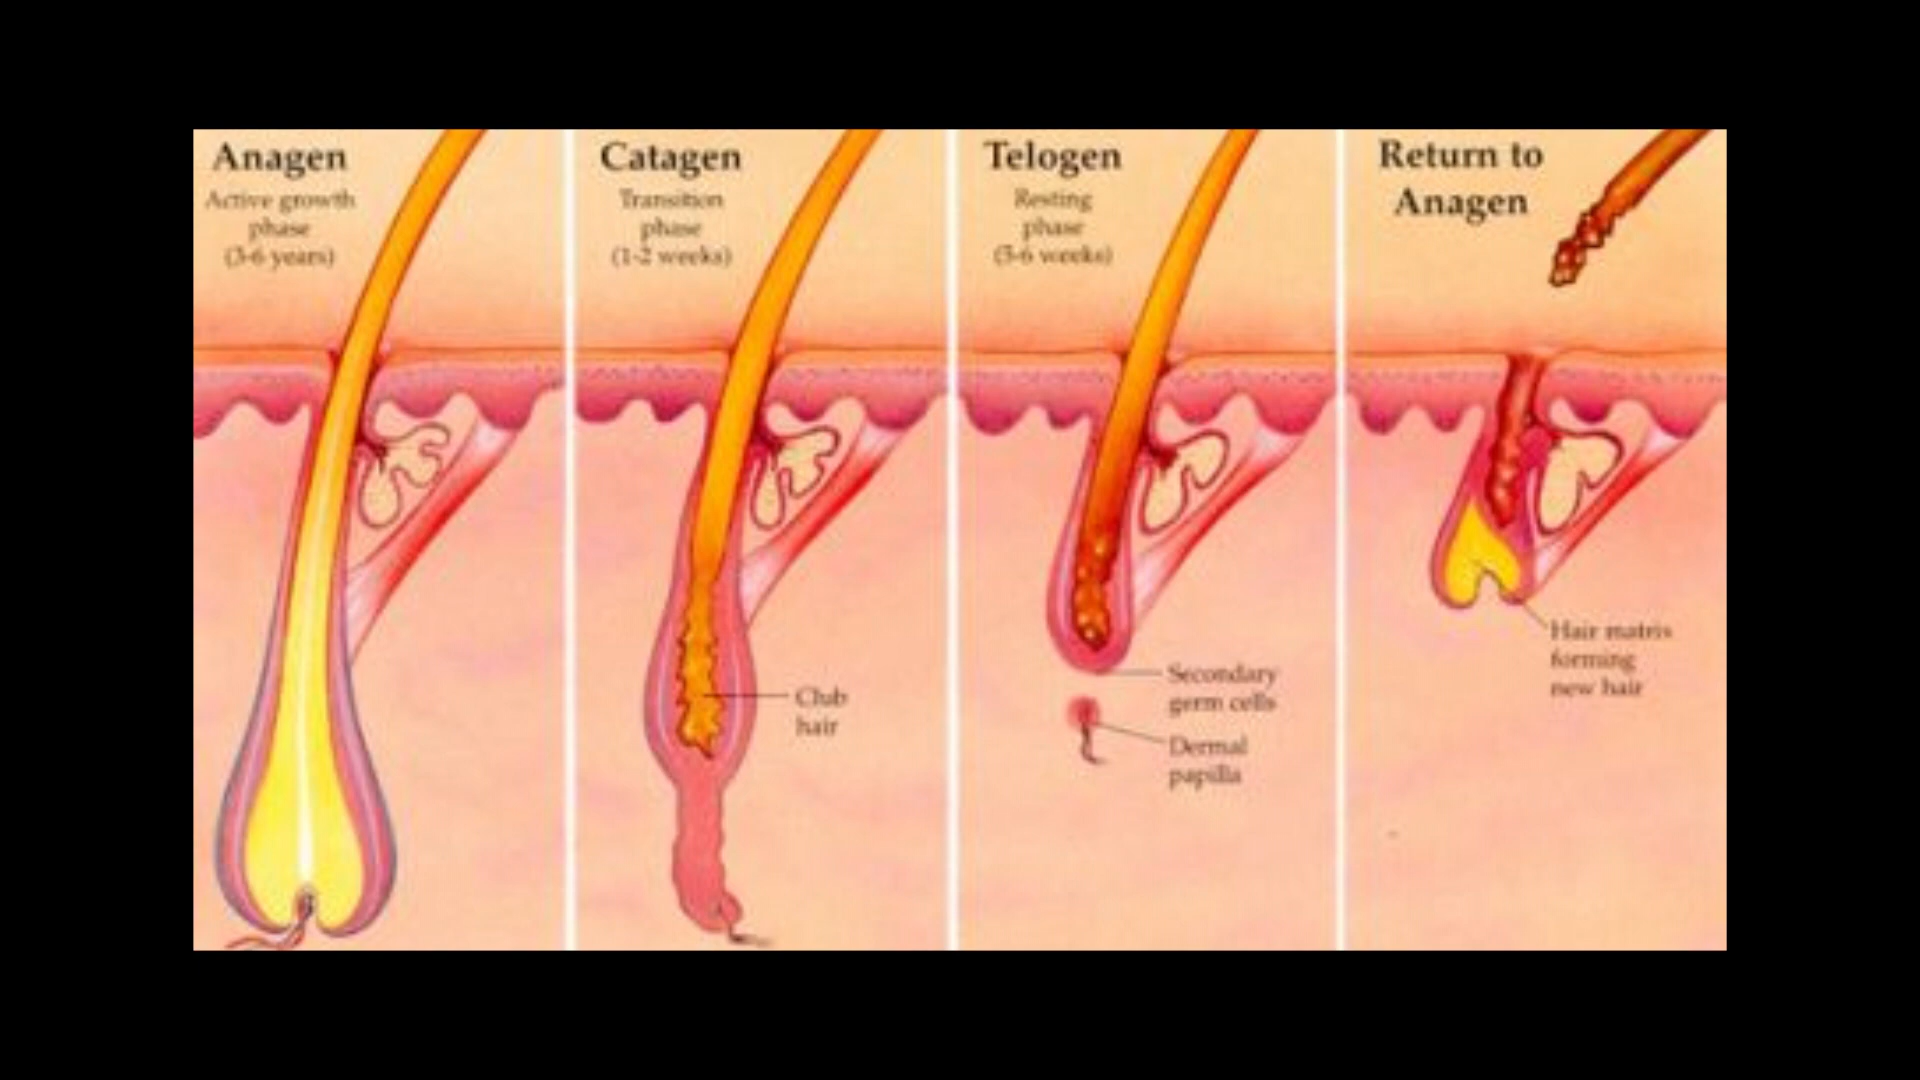 Anagen
Active growth
phase
(3-6 years)
Catagen
Transition
phase
(1-2 weeks)
Club
hair
Telogen
Resting
phase
(5-6 weeks)
Secondary
germ cells
Dermal
papilla
Return to
Anagen
Hair matrix
forming
new hair